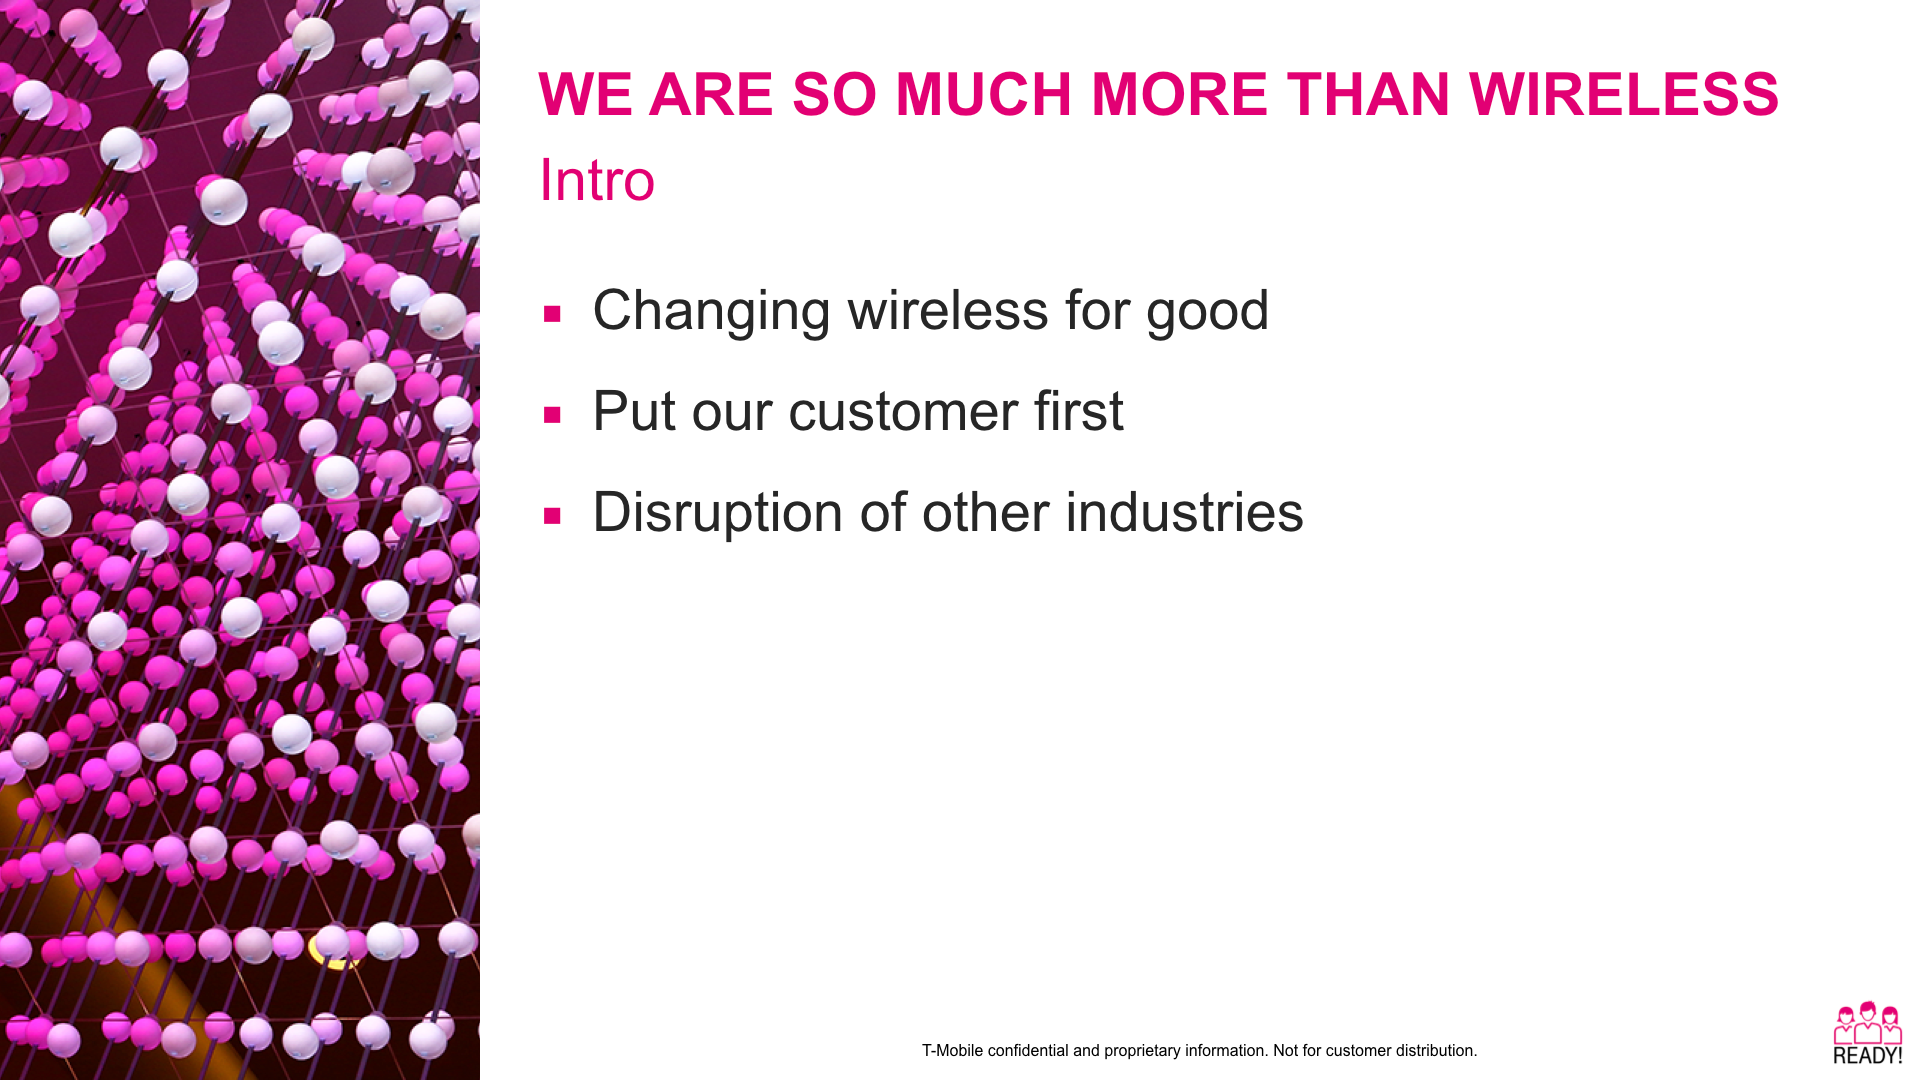 WE ARE SO MUCH MORE THAN WIRELESS
Intro
Changing wireless for good
Put our customer first
Disruption of other industries
T-Mobile confidential and proprietary information. Not for customer distribution.
READY!